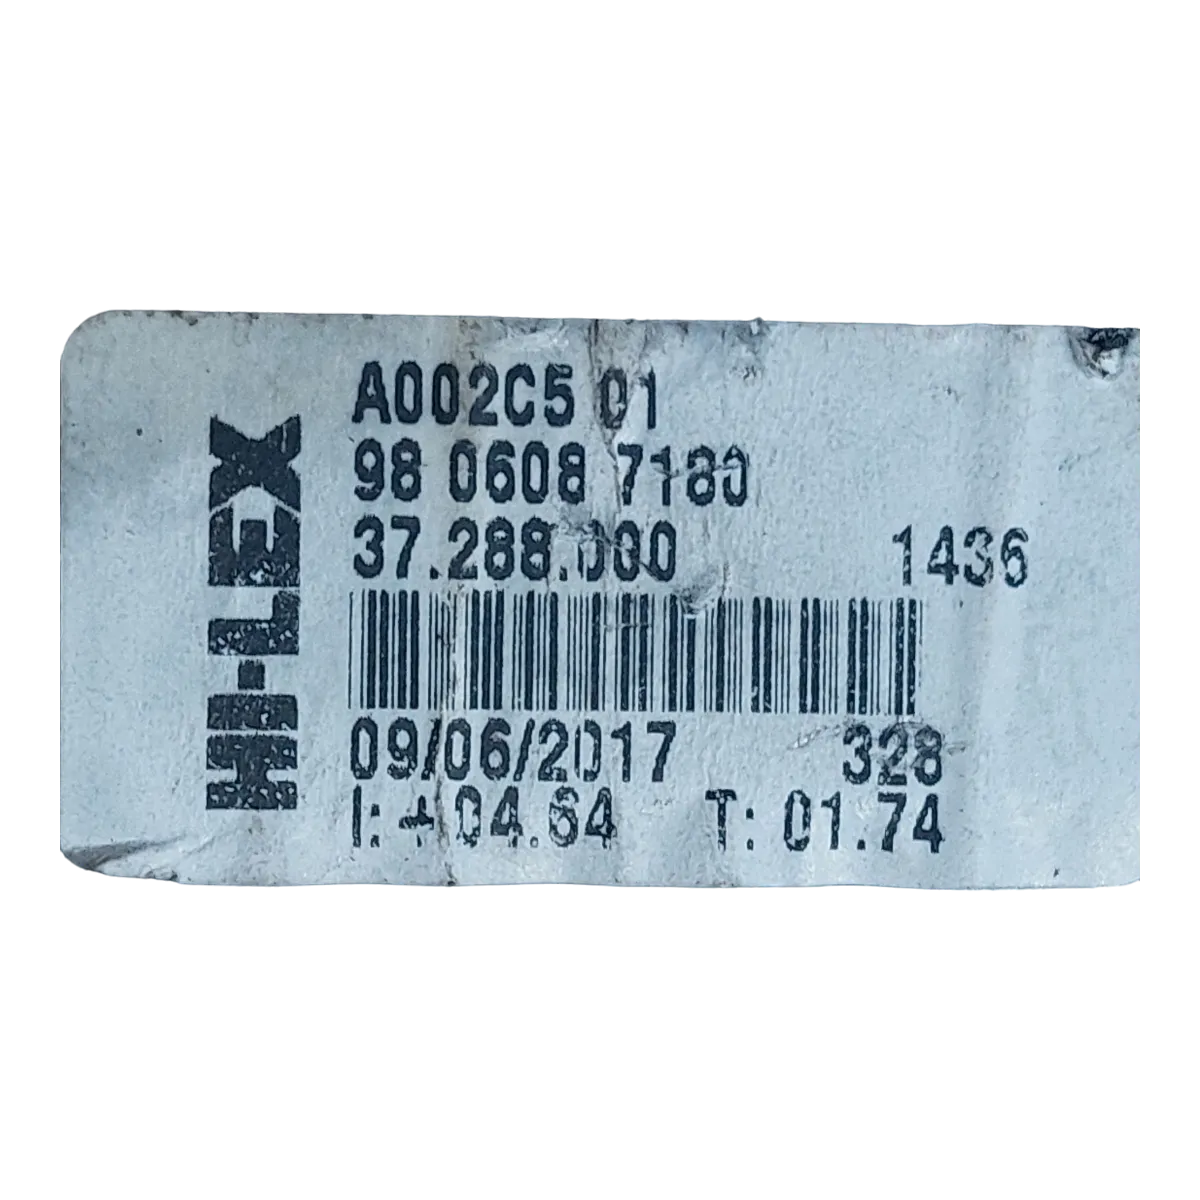 HI-LEX
A002C5 01
98 0608 7180
37.288.000 1436
09/06/2017 328
I: +04.64 T: 01.74